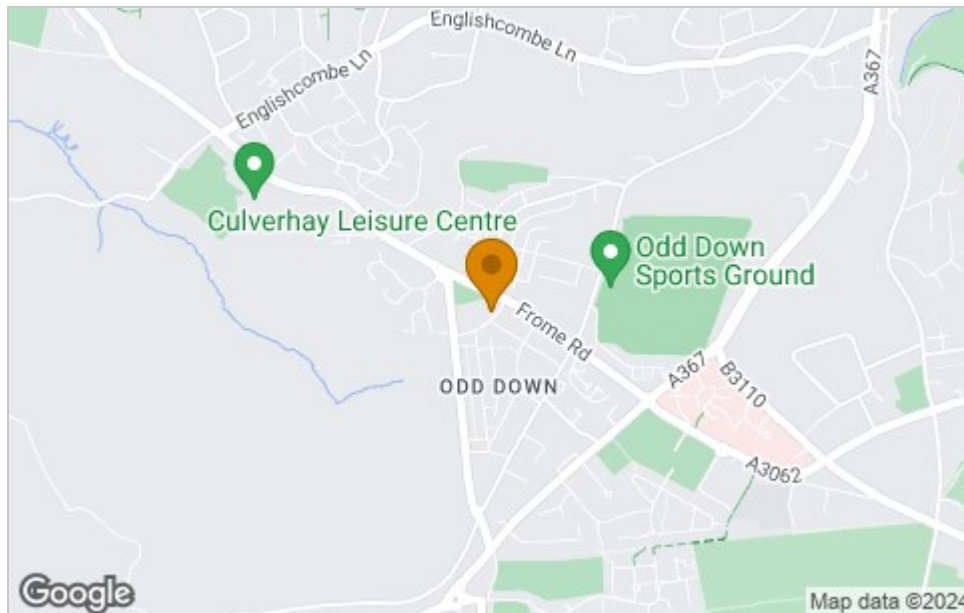 Englishcombe Ln
Englishcombe Ln
A367
A367
Culverhay Leisure Centre
Odd Down
Sports Ground
Frome Rd
ODD DOWN
A367
B3110
A3062
Google
Map data ©2024